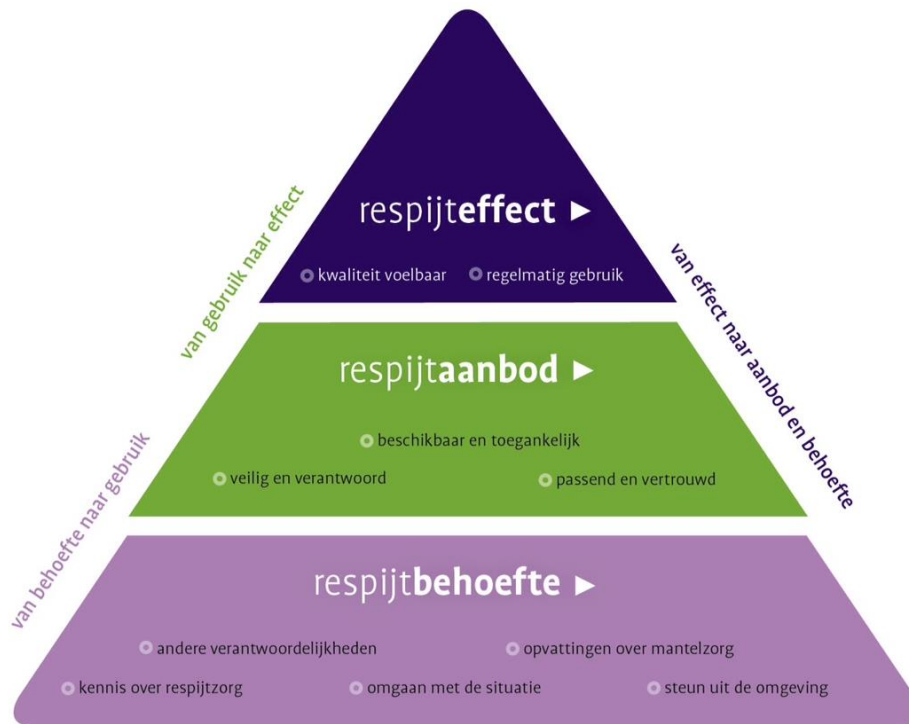 respijteffect
kwaliteit voelbaar
regelmatig gebruik
van gebruik naar effect
van effect naar aanbod en behoefte
respijtaanbod
beschikbaar en toegankelijk
veilig en verantwoord
passend en vertrouwd
van behoefte naar gebruik
respijtbehoefte
andere verantwoordelijkheden
opvattingen over mantelzorg
kennis over respijtzorg
omgaan met de situatie
steun uit de omgeving